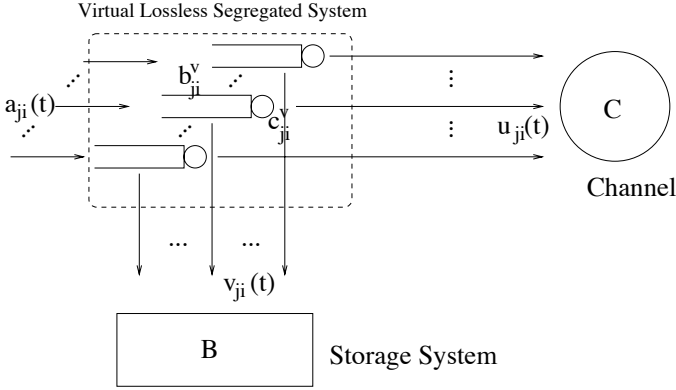 Virtual Lossless Segregated System
b^v_ji
a_ji(t)
c^v_ji
u_ji(t)
C
Channel
...
...
v_ji(t)
B
Storage System